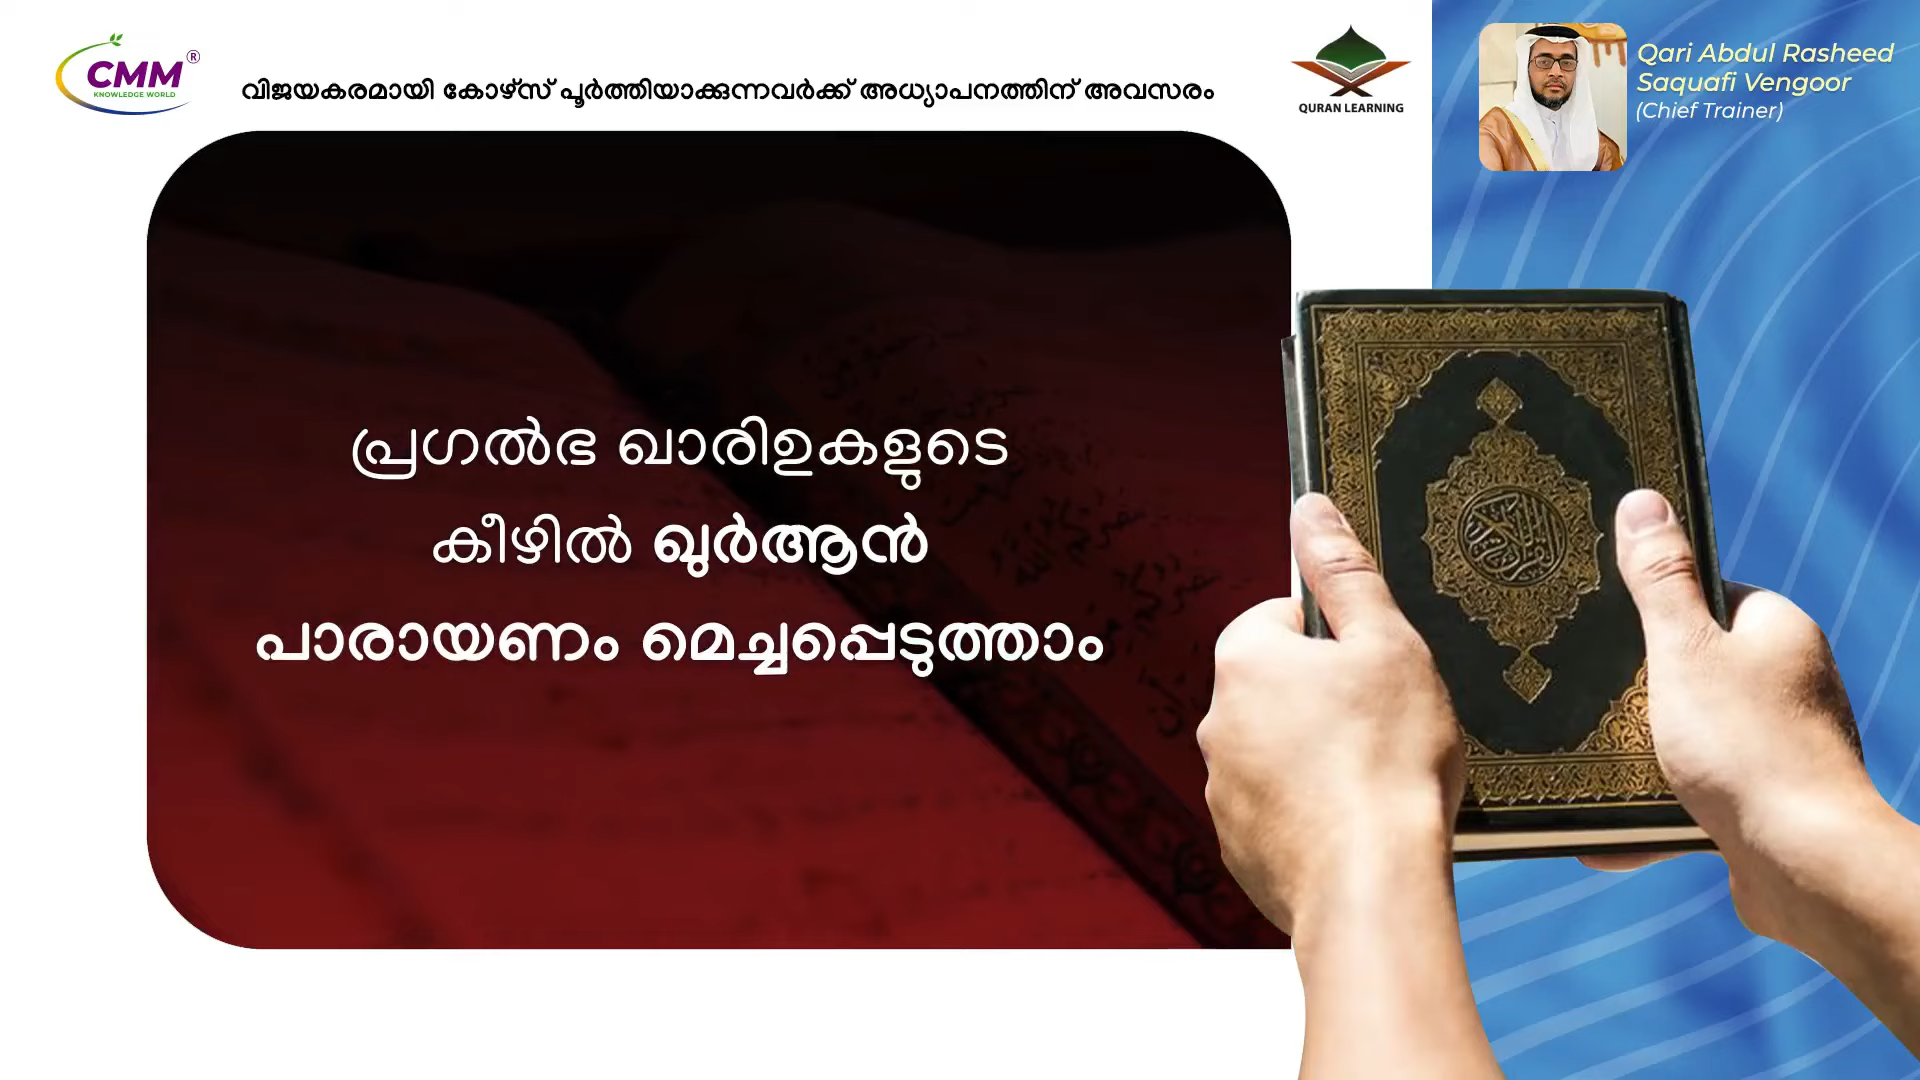 CMM®
KNOWLEDGE WORLD
വിജയകരമായി കോഴ്സ് പൂർത്തിയാക്കുന്നവർക്ക് അധ്യാപനത്തിന് അവസരം
QURAN LEARNING
Qari Abdul Rasheed
Saquafi Vengoor
(Chief Trainer)
പ്രഗൽഭ ഖാരിഉകളുടെ
കീഴിൽ ഖുർആൻ
പാരായണം മെച്ചപ്പെടുത്താം